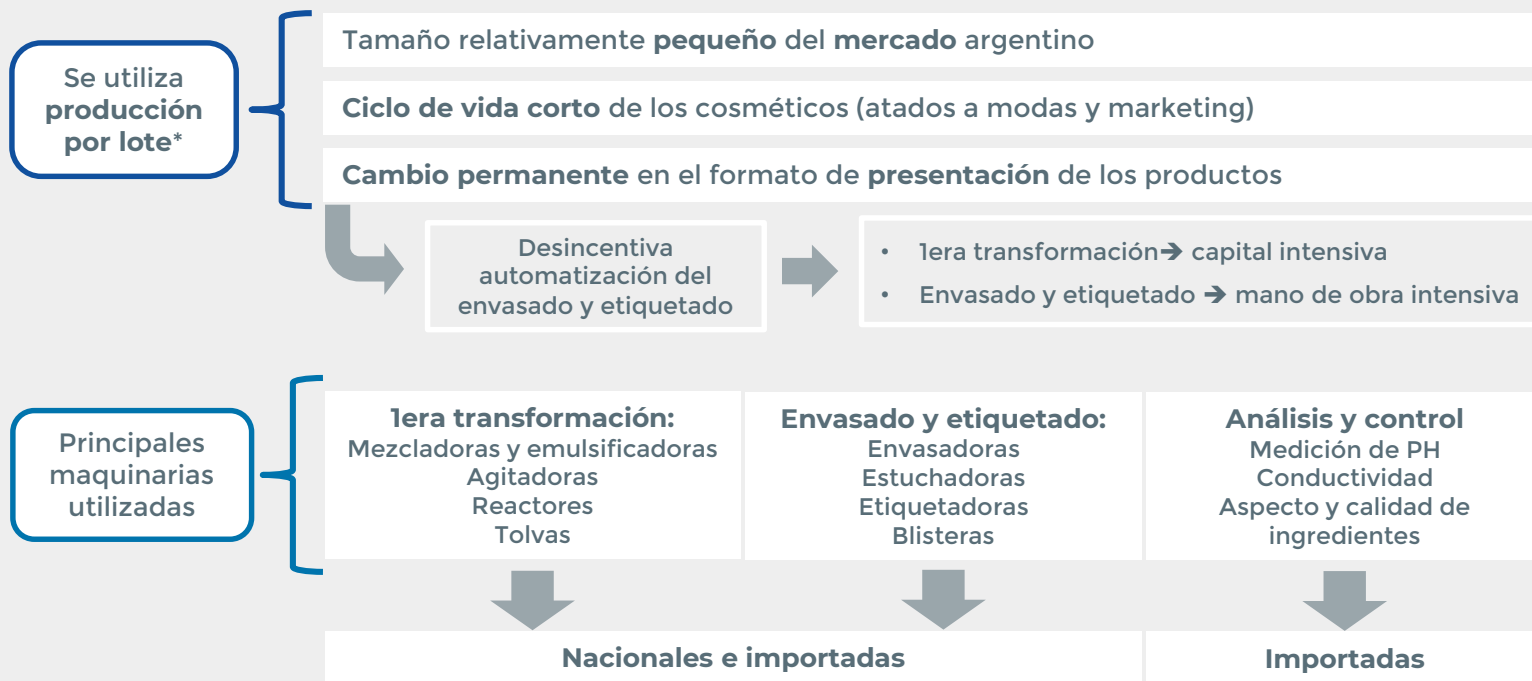 Se utiliza
producción
por lote*
Tamaño relativamente pequeño del mercado argentino
Ciclo de vida corto de los cosméticos (atados a modas y marketing)
Cambio permanente en el formato de presentación de los productos
Desincentiva
automatización del
envasado y etiquetado
• 1era transformación➔ capital intensiva
• Envasado y etiquetado ➔ mano de obra intensiva
Principales
maquinarias
utilizadas
1era transformación:
Mezcladoras y emulsificadoras
Agitadoras
Reactores
Tolvas
Envasado y etiquetado:
Envasadoras
Estuchadoras
Etiquetadoras
Blisteras
Análisis y control
Medición de PH
Conductividad
Aspecto y calidad de
ingredientes
Nacionales e importadas
Importadas